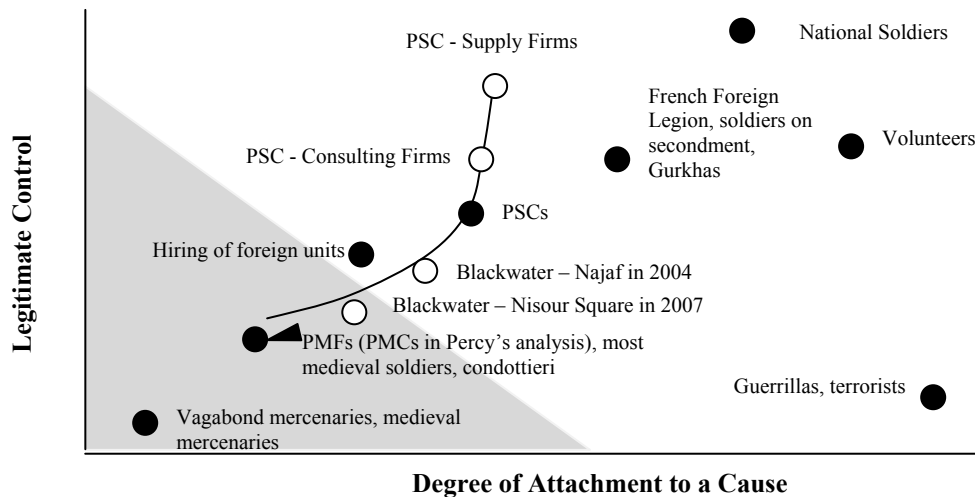 PSC - Supply Firms
National Soldiers
French Foreign
Legion, soldiers on
secondment,
Gurkhas
Volunteers
PSC - Consulting Firms
PSCs
Hiring of foreign units
Blackwater – Najaf in 2004
Blackwater – Nisour Square in 2007
PMFs (PMCs in Percy's analysis), most
medieval soldiers, condottieri
Guerrillas, terrorists
Vagabond mercenaries, medieval
mercenaries
Legitimate Control
Degree of Attachment to a Cause